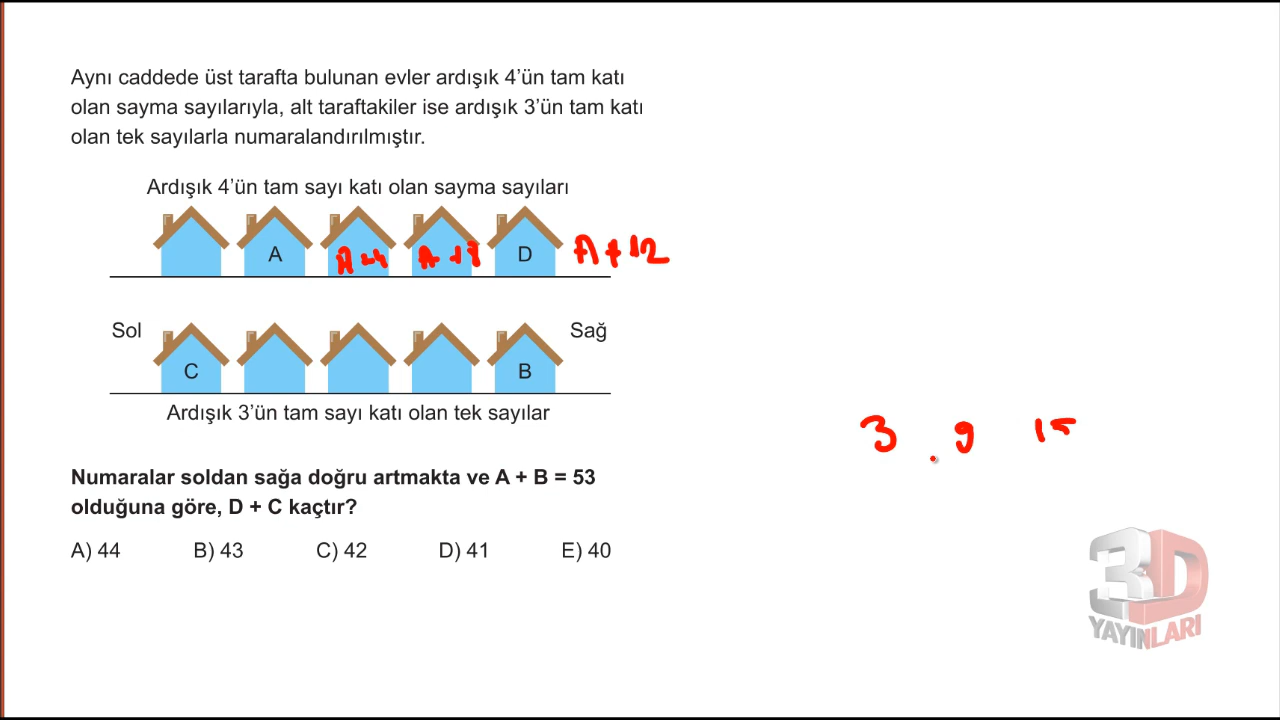 Aynı caddede üst tarafta bulunan evler ardışık 4’ün tam katı
olan sayma sayılarıyla, alt taraftakiler ise ardışık 3’ün tam katı
olan tek sayılarla numaralandırılmıştır.
Ardışık 4’ün tam sayı katı olan sayma sayıları
A D A + 12
Sol Sağ
C B
Ardışık 3’ün tam sayı katı olan tek sayılar
3 9 15
Numaralar soldan sağa doğru artmakta ve A + B = 53
olduğuna göre, D + C kaçtır?
A) 44 B) 43 C) 42 D) 41 E) 40
3D
YAYINLARI